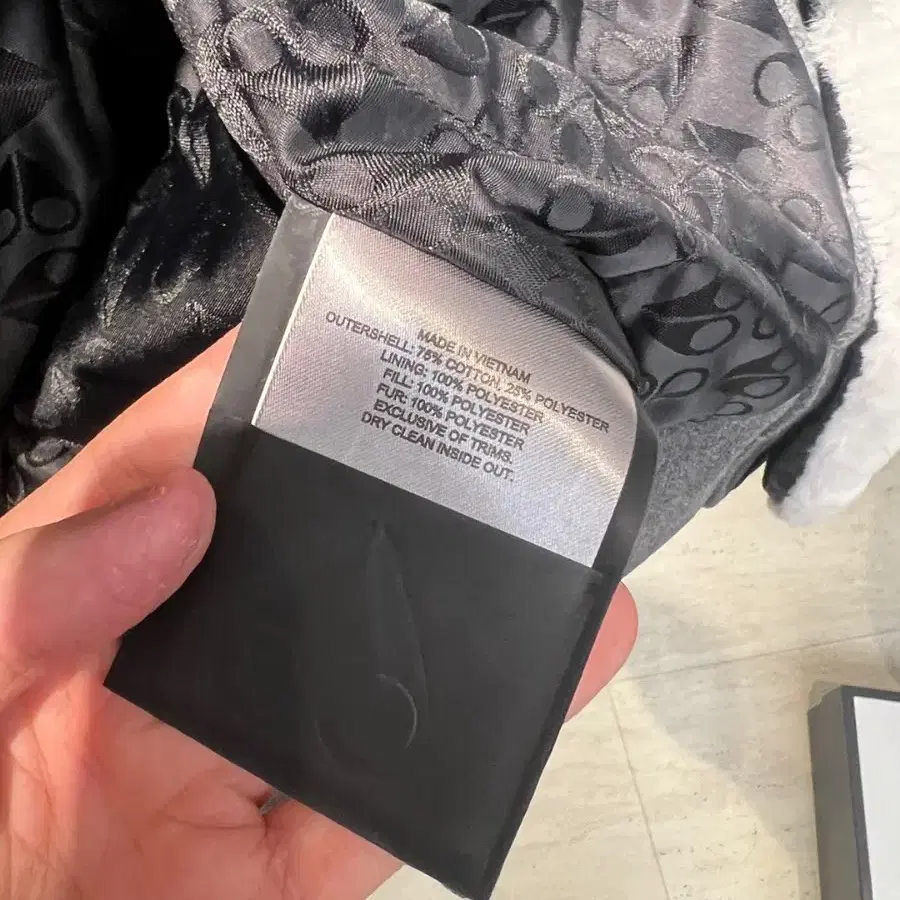 MADE IN VIETNAM
OUTERSHELL: 75% COTTON, 25% POLYESTER
LINING: 100% POLYESTER
FILL: 100% POLYESTER
FUR: 100% POLYESTER
EXCLUSIVE OF TRIMS.
DRY CLEAN INSIDE OUT.